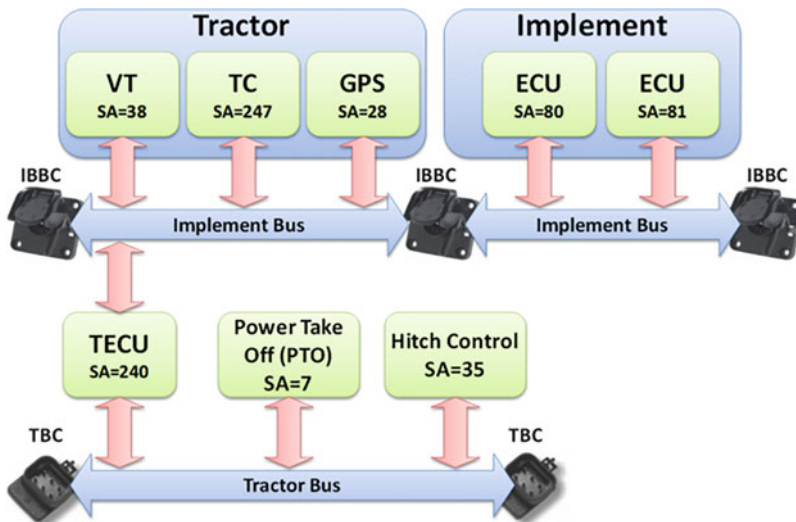 Tractor
Implement
VT
SA=38
TC
SA=247
GPS
SA=28
ECU
SA=80
ECU
SA=81
IBBC
IBBC
IBBC
Implement Bus
Implement Bus
TECU
SA=240
Power Take
Off (PTO)
SA=7
Hitch Control
SA=35
TBC
TBC
Tractor Bus